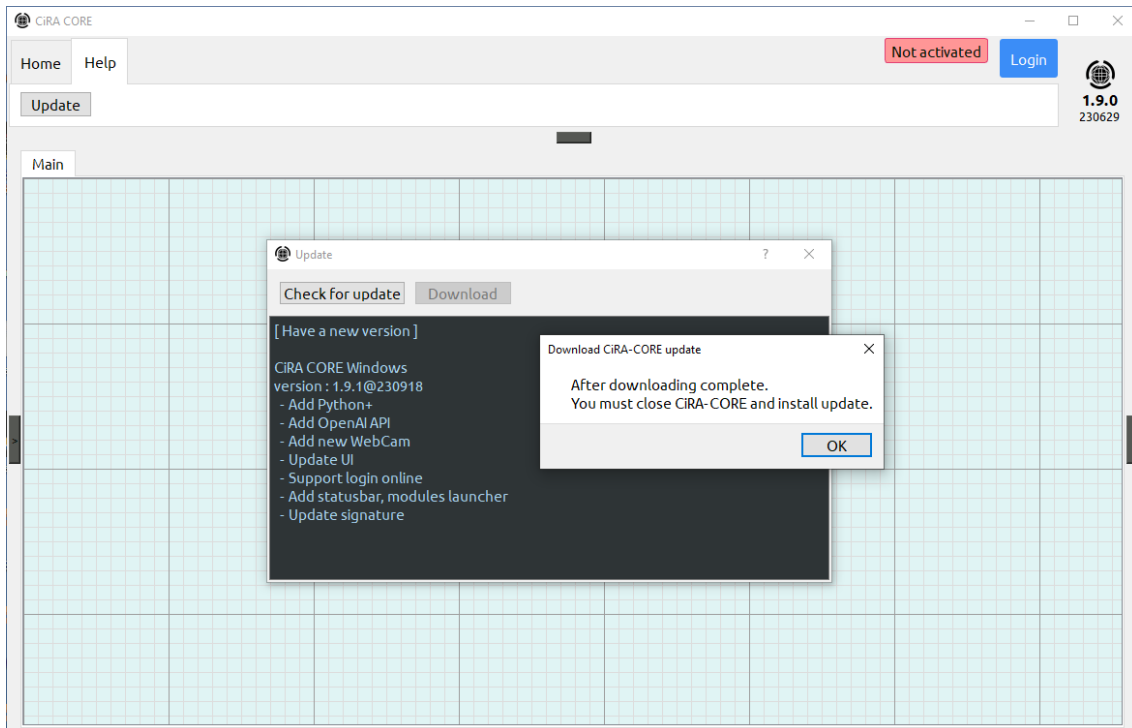 CiRA CORE
Home
Help
Not activated
Login
Update
1.9.0
230629
Main
Update
?
Check for update
Download
[ Have a new version ]
CiRA CORE Windows
version : 1.9.1@230918
- Add Python+
- Add OpenAI API
- Add new WebCam
- Update UI
- Support login online
- Add statusbar, modules launcher
- Update signature
Download CiRA-CORE update
After downloading complete.
You must close CiRA-CORE and install update.
OK
>